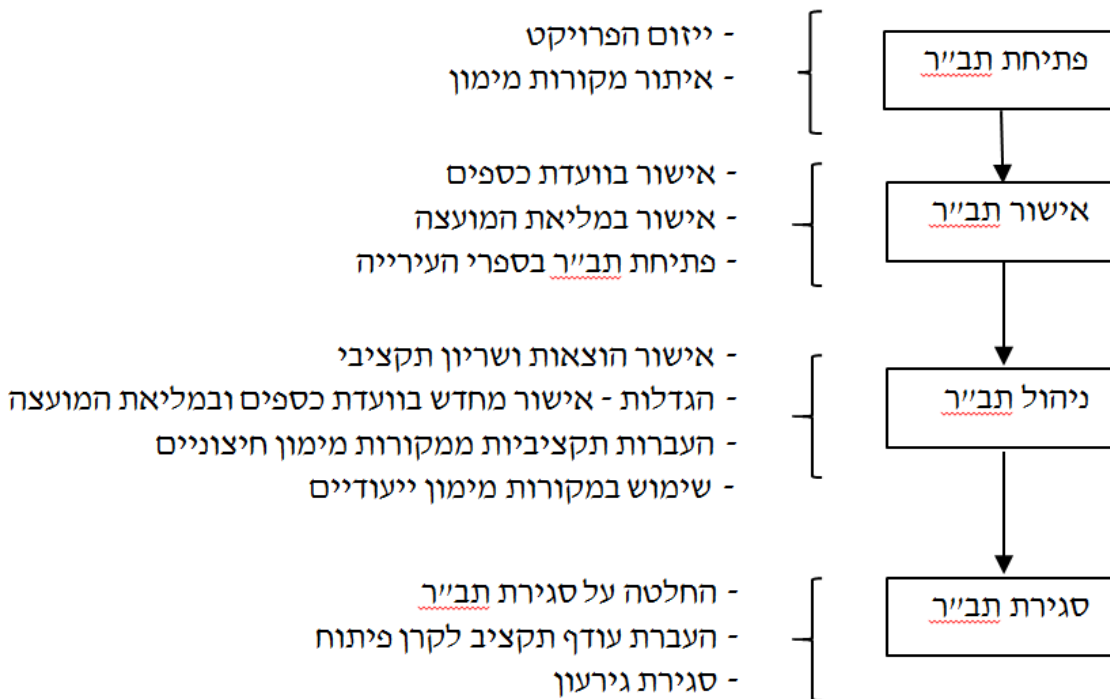 פתיחת תב"ר
- ייזום הפרויקט
- איתור מקורות מימון
אישור תב"ר
- אישור בוועדת כספים
- אישור במליאת המועצה
- פתיחת תב"ר בספרי העירייה
ניהול תב"ר
- אישור הוצאות ושריון תקציבי
- הגדלות - אישור מחדש בוועדת כספים ובמליאת המועצה
- העברות תקציביות ממקורות מימון חיצוניים
- שימוש במקורות מימון ייעודיים
סגירת תב"ר
- החלטה על סגירת תב"ר
- העברת עודף תקציב לקרן פיתוח
- סגירת גירעון